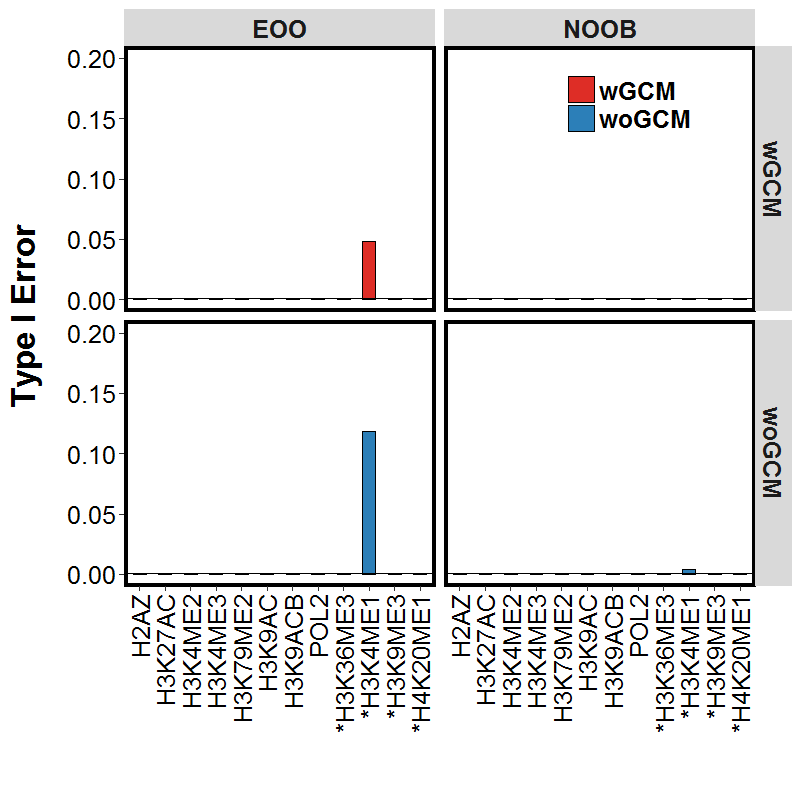 EOO
NOOB
0.20
0.15
0.10
0.05
0.00
wGCM
woGCM
wGCM
Type I Error
0.20
0.15
0.10
0.05
0.00
woGCM
H2AZ
H3K27AC
H3K4ME2
H3K4ME3
H3K79ME2
H3K9AC
H3K9ACB
POL2
*H3K36ME3
*H3K4ME1
*H3K9ME3
*H4K20ME1
H2AZ
H3K27AC
H3K4ME2
H3K4ME3
H3K79ME2
H3K9AC
H3K9ACB
POL2
*H3K36ME3
*H3K4ME1
*H3K9ME3
*H4K20ME1